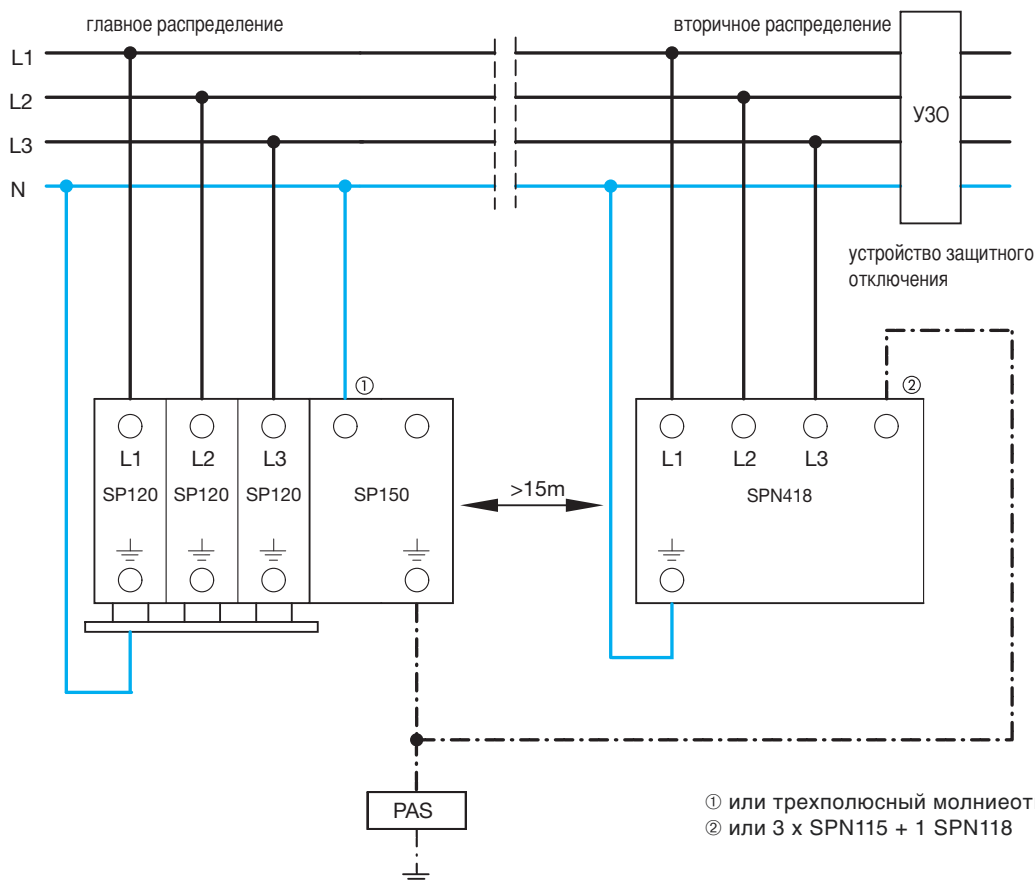 главное распределение
вторичное распределение
L1
L2
L3
N
УЗО
устройство защитного
отключения
①
②
L1
L2
L3
SP120
SP120
SP120
SP150
>15m
L1
L2
L3
SPN418
PAS
① или трехполюсный молниеот
② или 3 x SPN115 + 1 SPN118